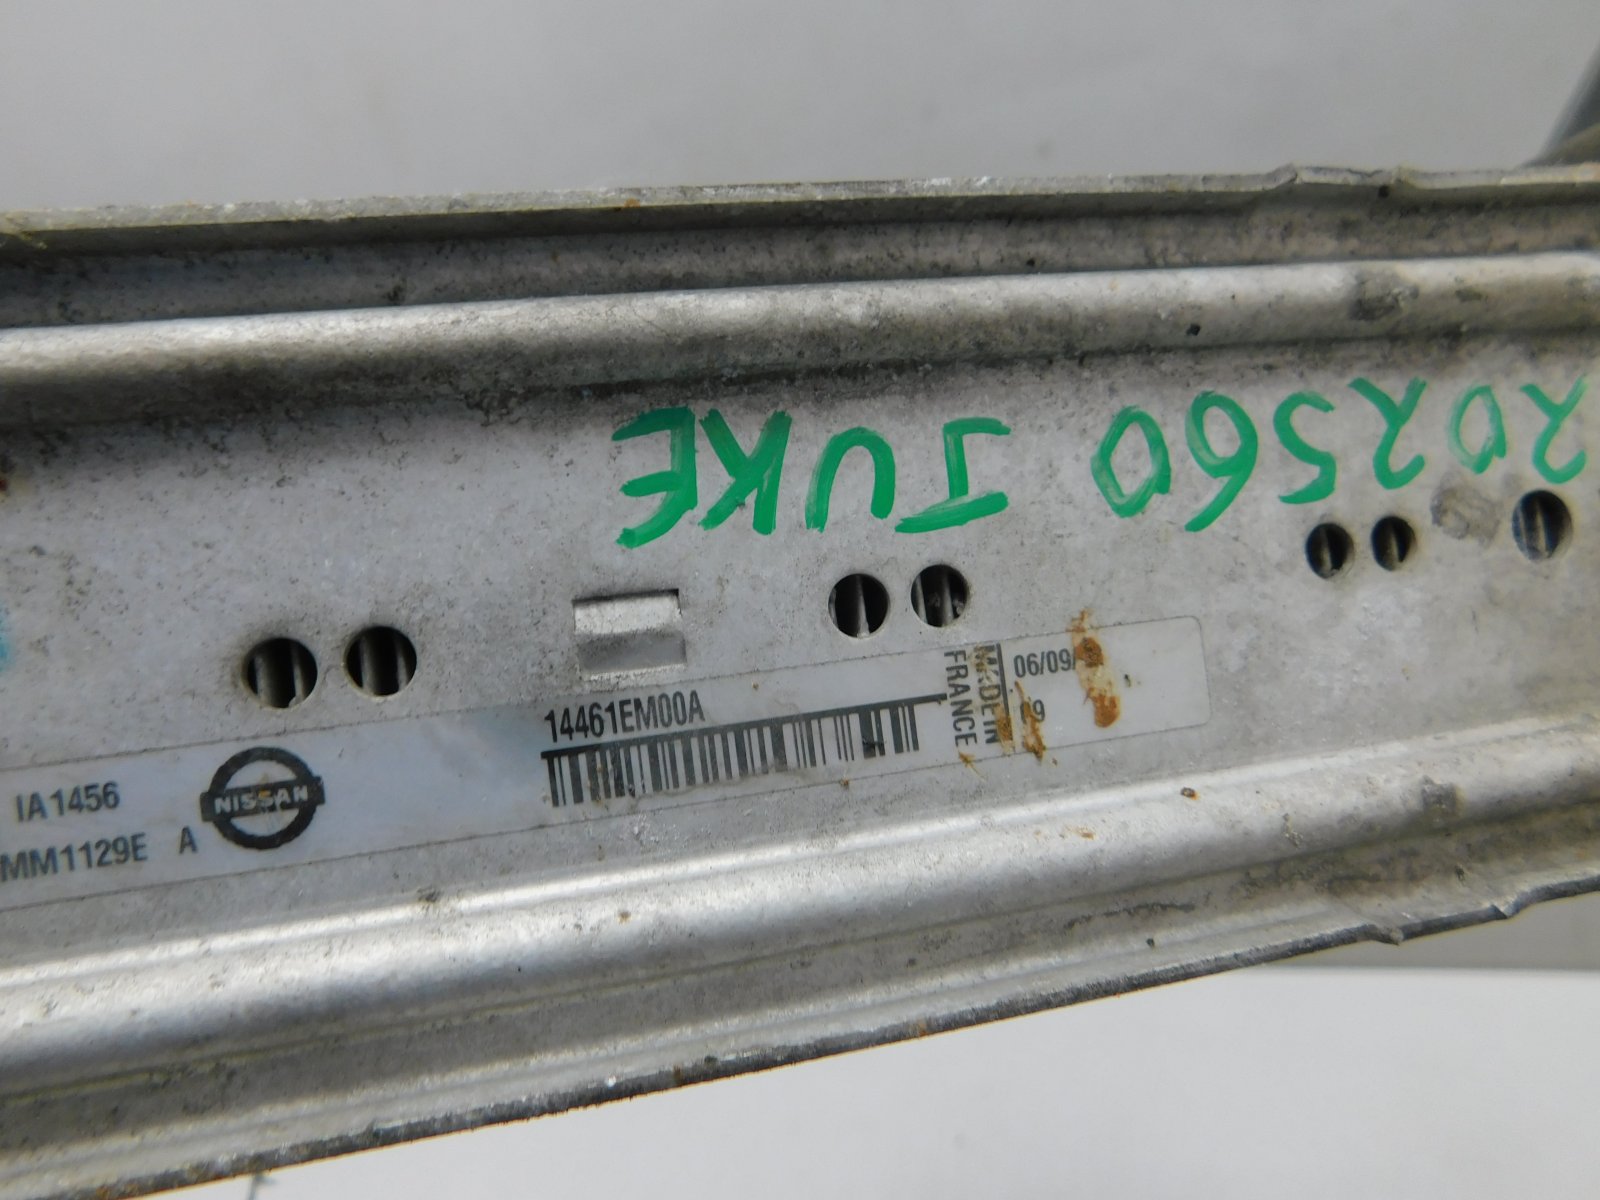 202560 JUKE
IA1456
MM1129E A
NISSAN
14461EM00A
MADE IN
FRANCE
06/09/